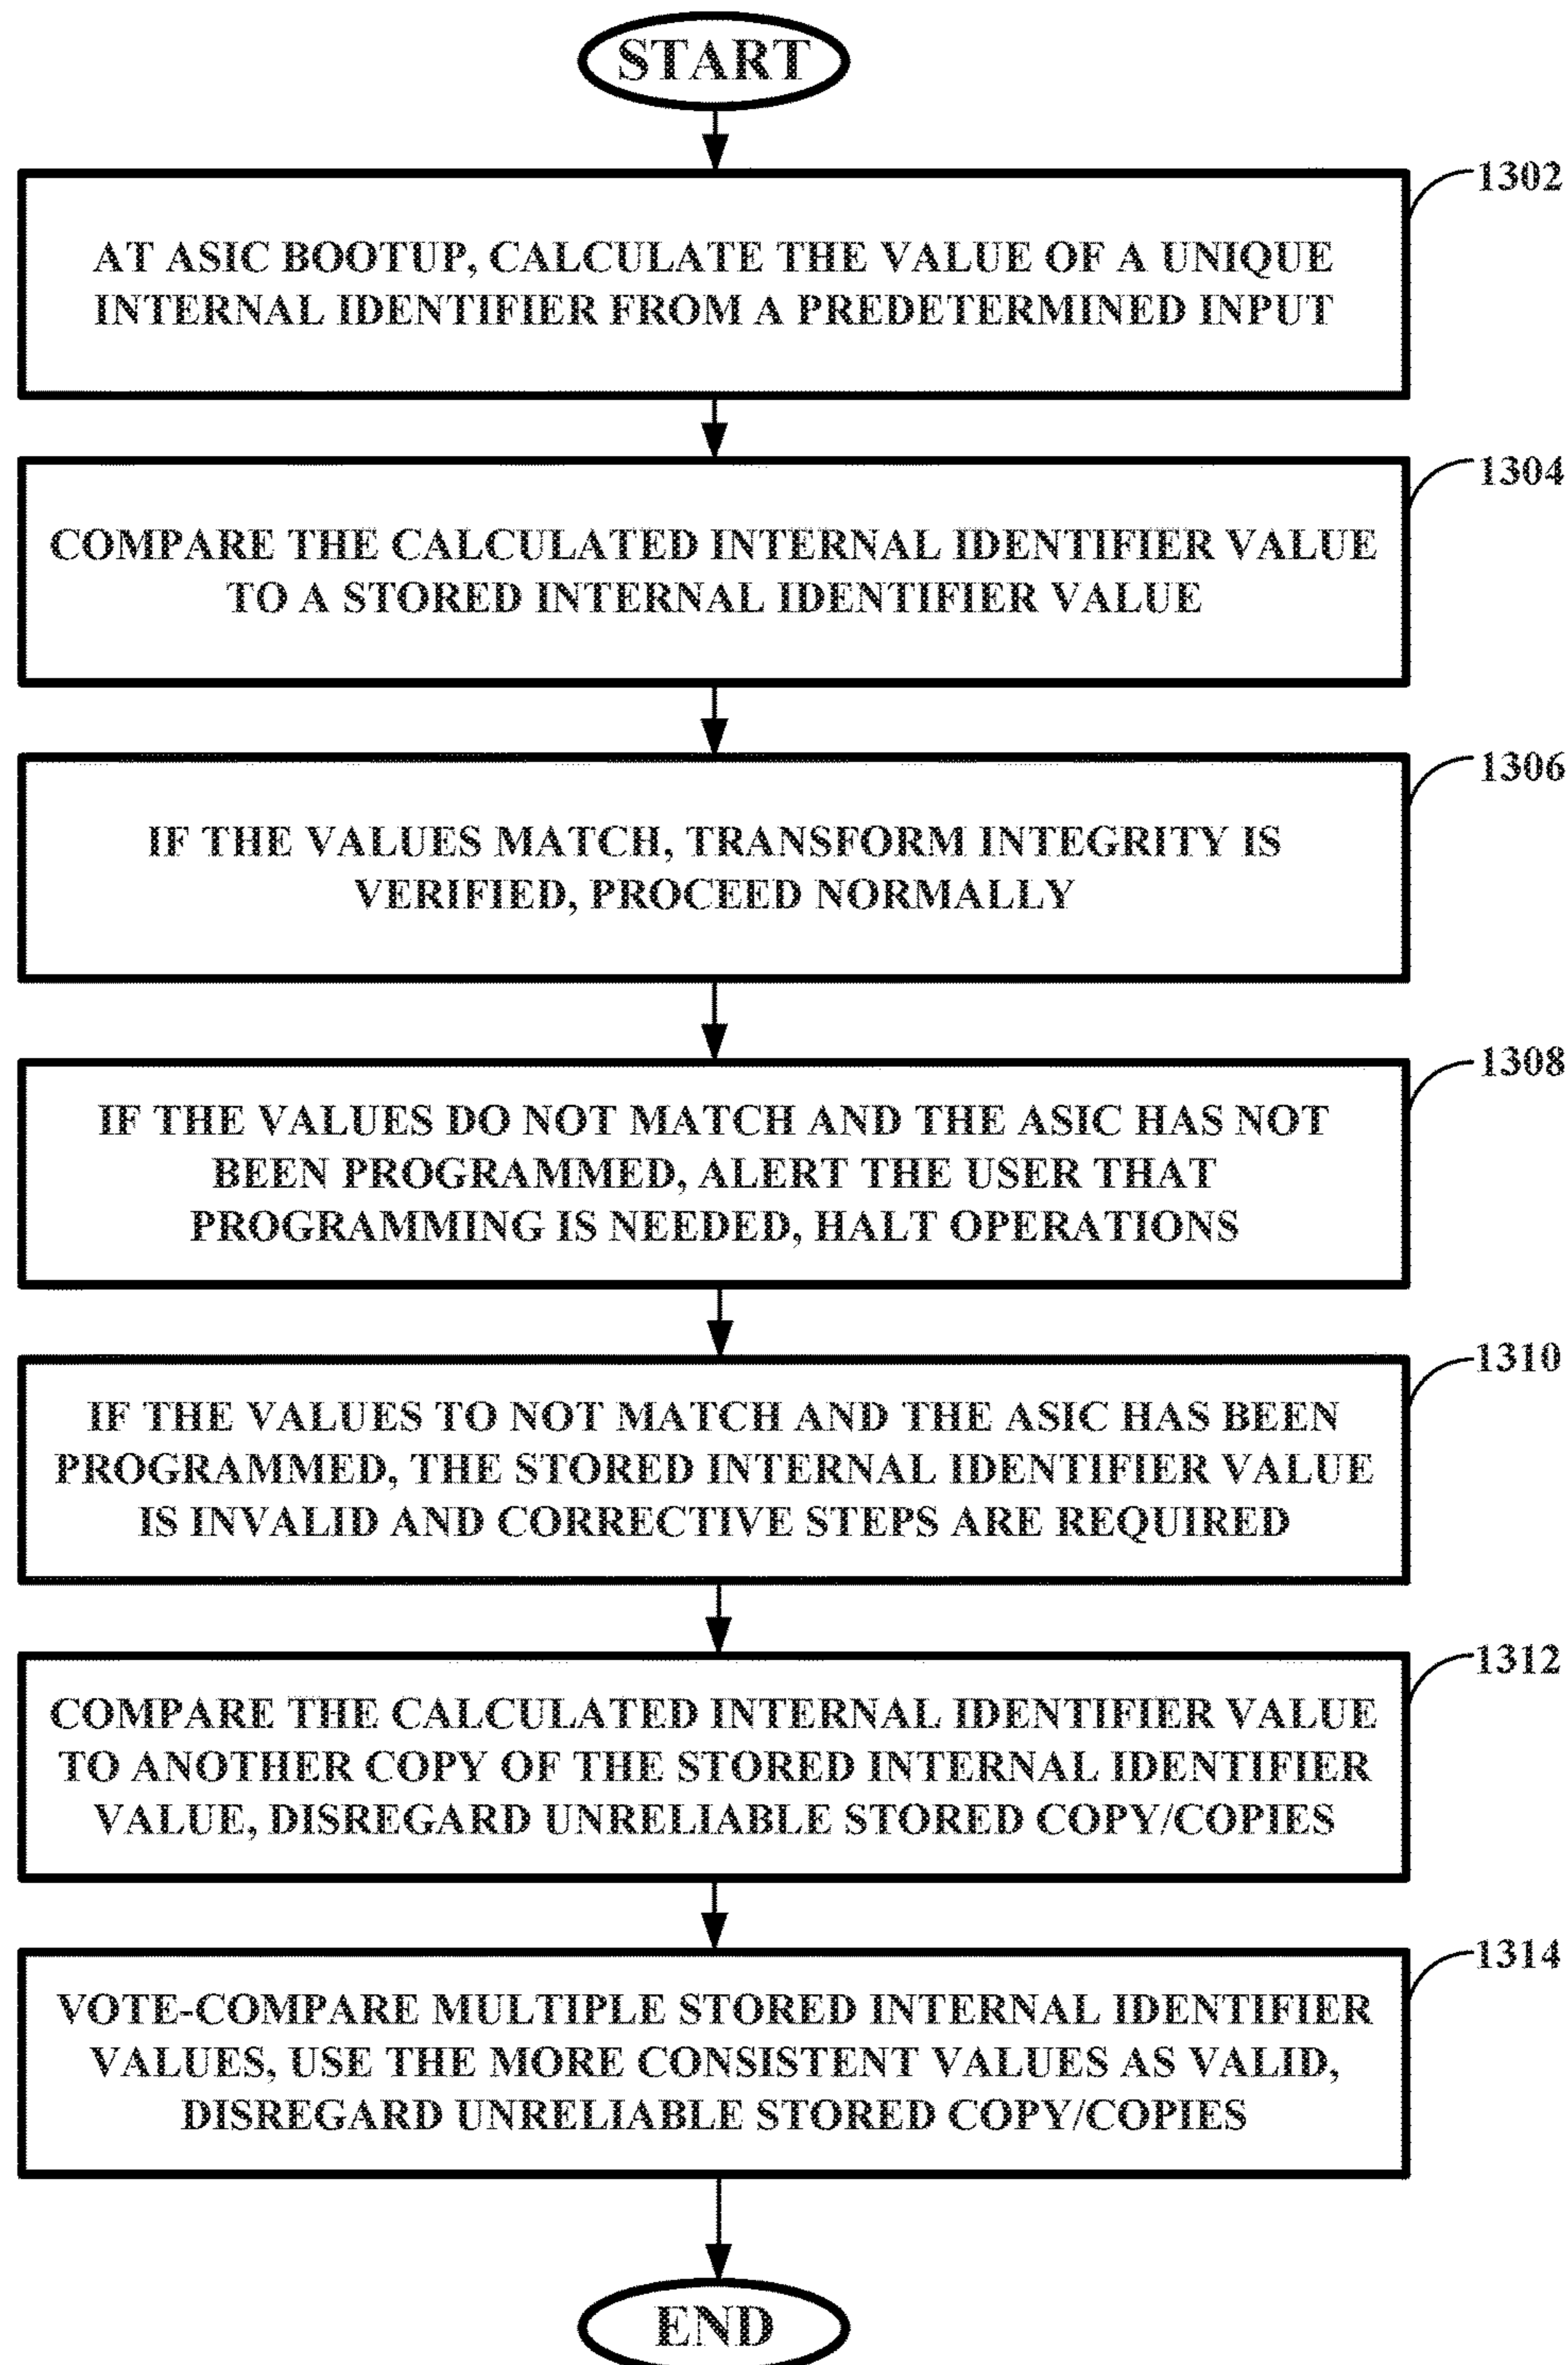 START
1302
AT ASIC BOOTUP, CALCULATE THE VALUE OF A UNIQUE
INTERNAL IDENTIFIER FROM A PREDETERMINED INPUT
1304
COMPARE THE CALCULATED INTERNAL IDENTIFIER VALUE
TO A STORED INTERNAL IDENTIFIER VALUE
1306
IF THE VALUES MATCH, TRANSFORM INTEGRITY IS
VERIFIED, PROCEED NORMALLY
1308
IF THE VALUES DO NOT MATCH AND THE ASIC HAS NOT
BEEN PROGRAMMED, ALERT THE USER THAT
PROGRAMMING IS NEEDED, HALT OPERATIONS
1310
IF THE VALUES TO NOT MATCH AND THE ASIC HAS BEEN
PROGRAMMED, THE STORED INTERNAL IDENTIFIER VALUE
IS INVALID AND CORRECTIVE STEPS ARE REQUIRED
1312
COMPARE THE CALCULATED INTERNAL IDENTIFIER VALUE
TO ANOTHER COPY OF THE STORED INTERNAL IDENTIFIER
VALUE, DISREGARD UNRELIABLE STORED COPY/COPIES
1314
VOTE-COMPARE MULTIPLE STORED INTERNAL IDENTIFIER
VALUES, USE THE MORE CONSISTENT VALUES AS VALID,
DISREGARD UNRELIABLE STORED COPY/COPIES
END